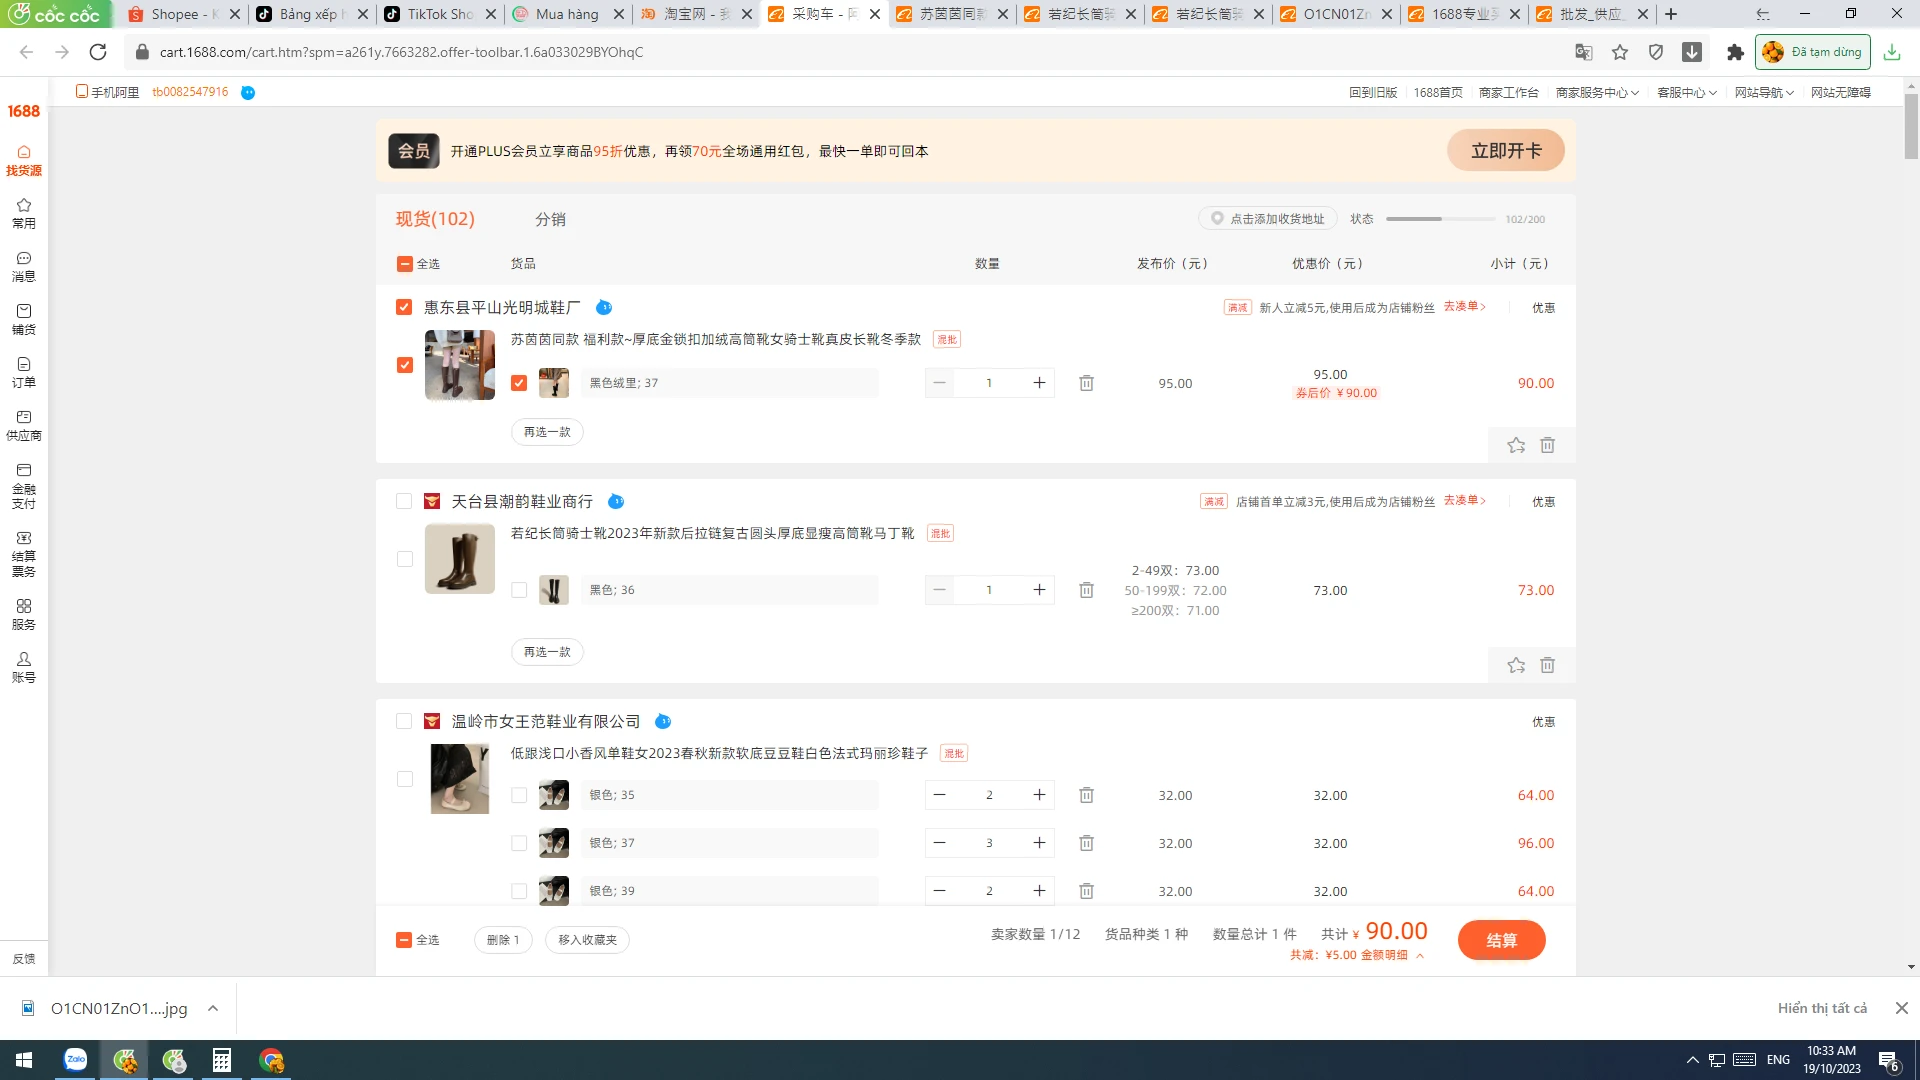 cốc cốc
Shopee - K
Bảng xếp h
TikTok Sho
Mua hàng
淘宝网 - 我
采购车 - 阿
苏茵茵同款
若纪长筒骑
若纪长筒骑
O1CN01Zn
1688专业采
批发_供应_
cart.1688.com/cart.htm?spm=a261y.7663282.offer-toolbar.1.6a033029BYOhqC
Đã tạm dừng
手机阿里 tb0082547916
回到旧版 1688首页 商家工作台 商家服务中心 客服中心 网站导航 网站无障碍
1688
找货源
常用
消息
铺货
订单
供应商
金融
支付
结算
票务
服务
账号
反馈
会员 开通PLUS会员立享商品95折优惠，再领70元全场通用红包，最快一单即可回本 立即开卡
现货(102) 分销 点击添加收货地址 状态 102/200
全选 货品 数量 发布价（元） 优惠价（元） 小计（元）
惠东县平山光明城鞋厂 满减 新人立减5元,使用后成为店铺粉丝 去凑单> 优惠
苏茵茵同款 福利款~厚底金锁扣加绒高筒靴女骑士靴真皮长靴冬季款 混批
黑色绒里; 37 1 95.00 95.00 90.00
券后价 ¥90.00
再选一款
天台县潮韵鞋业商行 满减 店铺首单立减3元,使用后成为店铺粉丝 去凑单> 优惠
若纪长筒骑士靴2023年新款后拉链复古圆头厚底显瘦高筒靴马丁靴 混批
黑色; 36 1 2-49双：73.00 73.00 73.00
50-199双：72.00
≥200双：71.00
再选一款
温岭市女王范鞋业有限公司 优惠
低跟浅口小香风单鞋女2023春秋新款软底豆豆鞋白色法式玛丽珍鞋子 混批
银色; 35 2 32.00 32.00 64.00
银色; 37 3 32.00 32.00 96.00
银色; 39 2 32.00 32.00 64.00
全选 删除 1 移入收藏夹 卖家数量 1/12 货品种类 1 种 数量总计 1 件 共计 ¥ 90.00 结算
共减：¥5.00 金额明细
O1CN01ZnO1....jpg
Hiển thị tất cả
Zalo
ENG
10:33 AM
19/10/2023
6